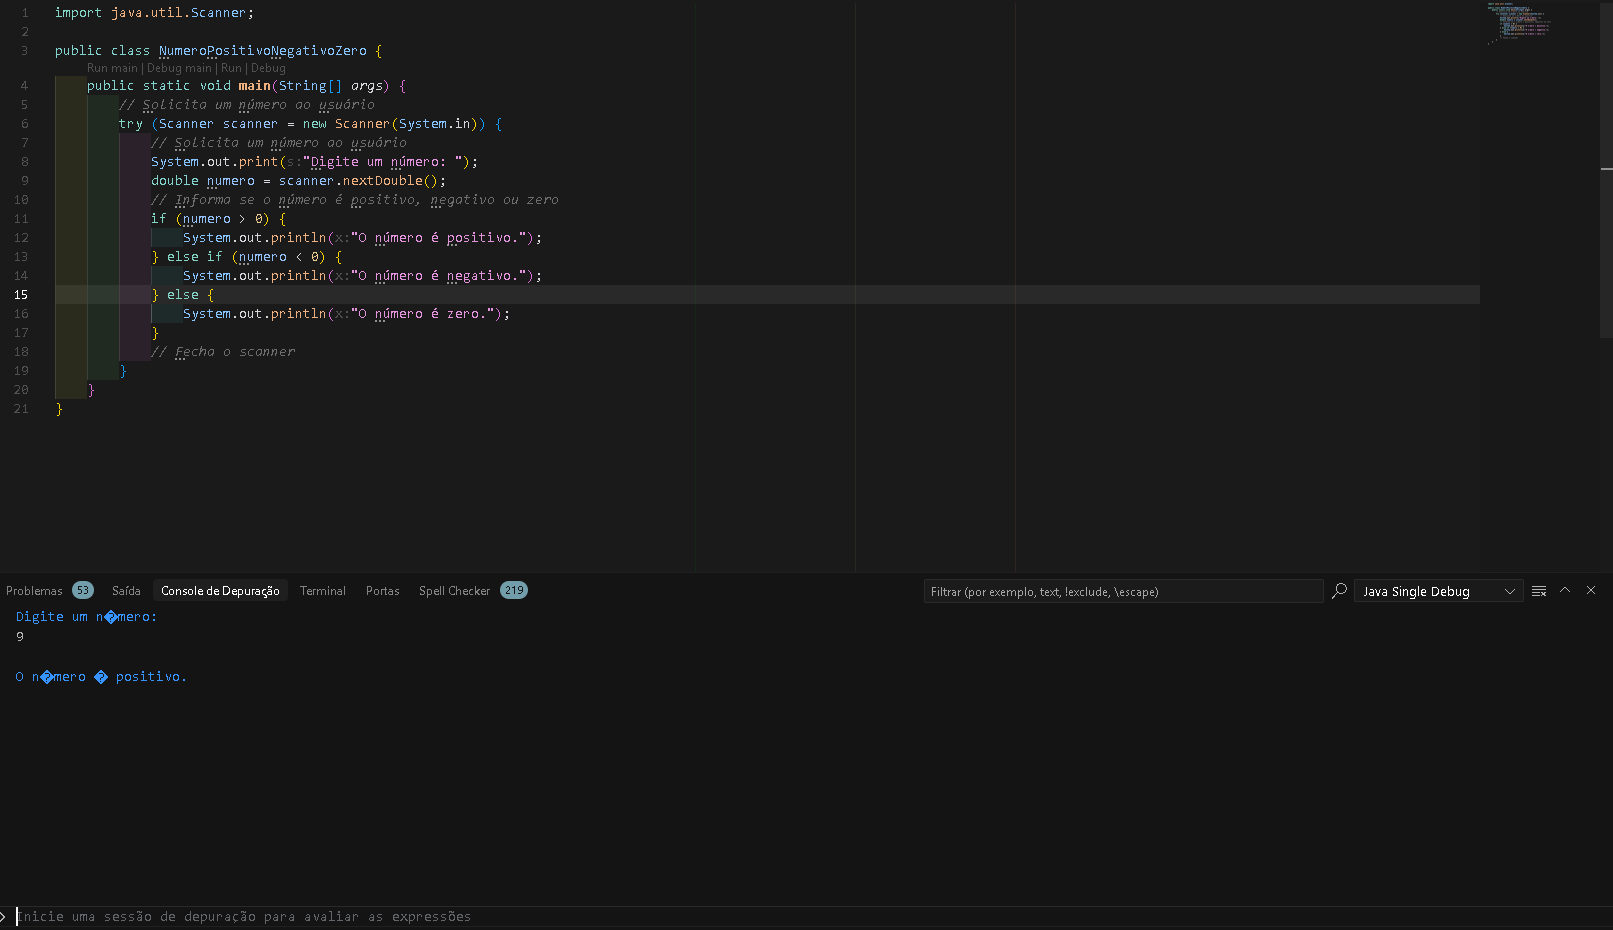 1 import java.util.Scanner;
2
3 public class NumeroPositivoNegativoZero {
Run main | Debug main | Run | Debug
4 public static void main(String[] args) {
5 // Solicita um número ao usuário
6 try (Scanner scanner = new Scanner(System.in)) {
7 // Solicita um número ao usuário
8 System.out.print(s:"Digite um número: ");
9 double numero = scanner.nextDouble();
10 // Informa se o número é positivo, negativo ou zero
11 if (numero > 0) {
12 System.out.println(x:"O número é positivo.");
13 } else if (numero < 0) {
14 System.out.println(x:"O número é negativo.");
15 } else {
16 System.out.println(x:"O número é zero.");
17 }
18 // Fecha o scanner
19 }
20 }
21 }
Problemas 53 Saída Console de Depuração Terminal Portas Spell Checker 219 Filtrar (por exemplo, text, !exclude, \escape) Java Single Debug
Digite um n�mero:
9
O n�mero � positivo.
Inicie uma sessão de depuração para avaliar as expressões